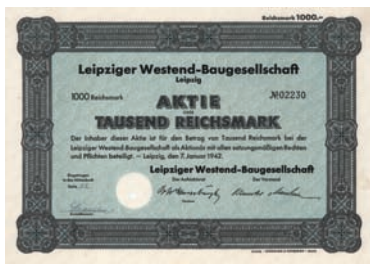 Reichsmark 1000,–
Leipziger Westend-Baugesellschaft
Leipzig
1000 Reichsmark
№02230
AKTIE
TAUSEND REICHSMARK
Der Inhaber dieser Aktie ist für den Betrag von Tausend Reichsmark bei der
Leipziger Westend-Baugesellschaft als Aktionär mit allen satzungsmäßigen Rechten
und Pflichten beteiligt. – Leipzig, den 7. Januar 1942.
Leipziger Westend-Baugesellschaft
Der Aufsichtsrat
Der Vorstand
Eingetragen